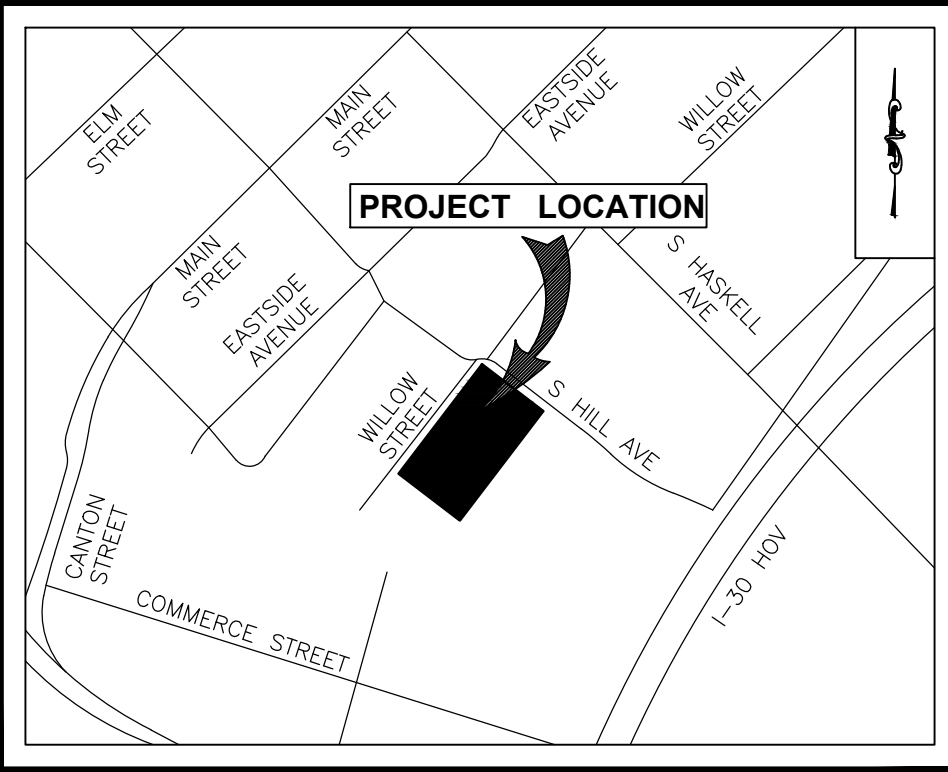 ELM
STREET
MAIN
STREET
EASTSIDE
AVENUE
WILLOW
STREET
PROJECT LOCATION
MAIN
STREET
EASTSIDE
AVENUE
S HASKELL
AVE
WILLOW
STREET
S HILL AVE
CANTON
STREET
I-30 HOV
COMMERCE STREET